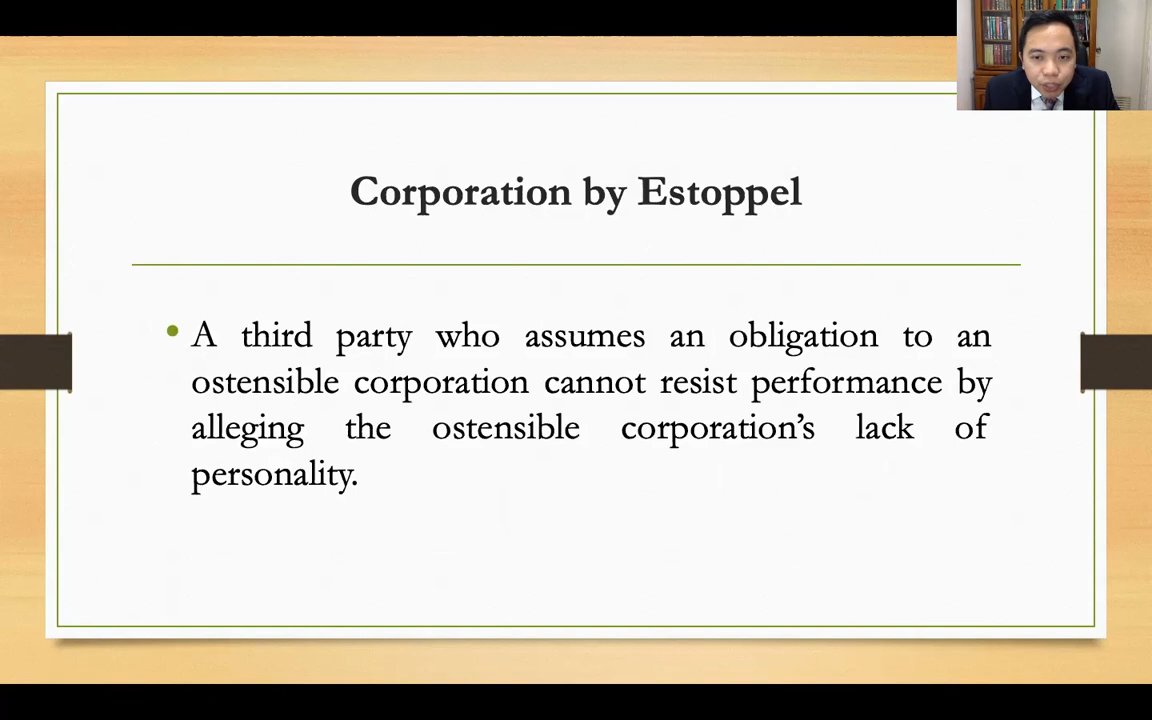 Corporation by Estoppel
• A third party who assumes an obligation to an
ostensible corporation cannot resist performance by
alleging the ostensible corporation’s lack of
personality.